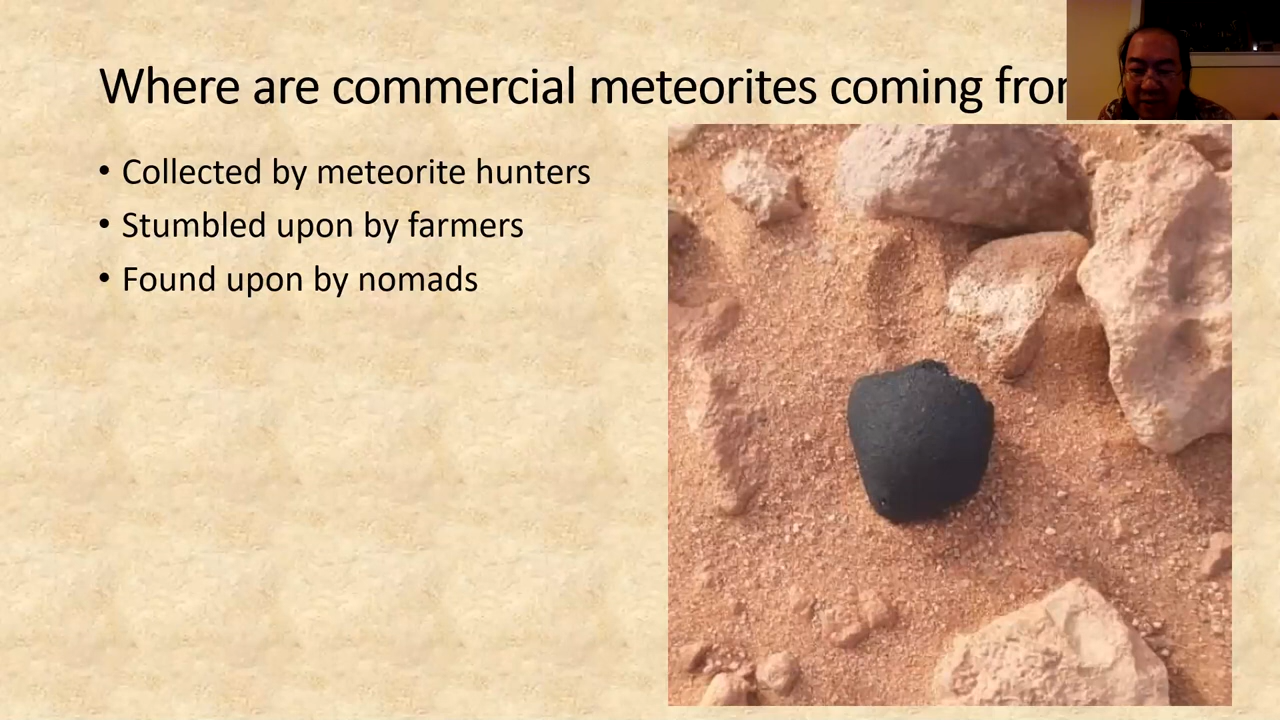 Where are commercial meteorites coming
• Collected by meteorite hunters
• Stumbled upon by farmers
• Found upon by nomads